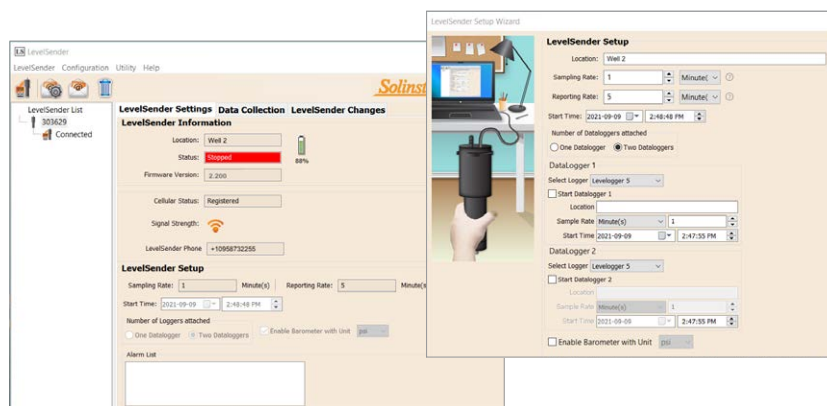 LS LevelSender
LevelSender Configuration Utility Help
Solinst
LevelSender List
303629
Connected
LevelSender Settings Data Collection LevelSender Changes
LevelSender Information
Location: Well 2
Status: Stopped
80%
Firmware Version: 2.200
Cellular Status: Registered
Signal Strength:
LevelSender Phone +10958732255
LevelSender Setup
Sampling Rate: 1 Minute(s) Reporting Rate: 5 Minute(s)
Start Time: 2021-09-09 2:48:48 PM
Number of Loggers attached
One Datalogger Two Dataloggers Enable Barometer with Unit psi
Alarm List
LevelSender Setup Wizard
LevelSender Setup
Location: Well 2
Sampling Rate: 1 Minute(
Reporting Rate: 5 Minute(
Start Time: 2021-09-09 2:48:48 PM
Number of Dataloggers attached
One Datalogger Two Dataloggers
DataLogger 1
Select Logger Levelogger 5
Start Datalogger 1
Location
Sample Rate Minute(s) 1
Start Time 2021-09-09 2:47:55 PM
DataLogger 2
Select Logger Levelogger 5
Start Datalogger 2
Location
Sample Rate Minute(s) 1
Start Time 2021-09-09 2:47:55 PM
Enable Barometer with Unit psi